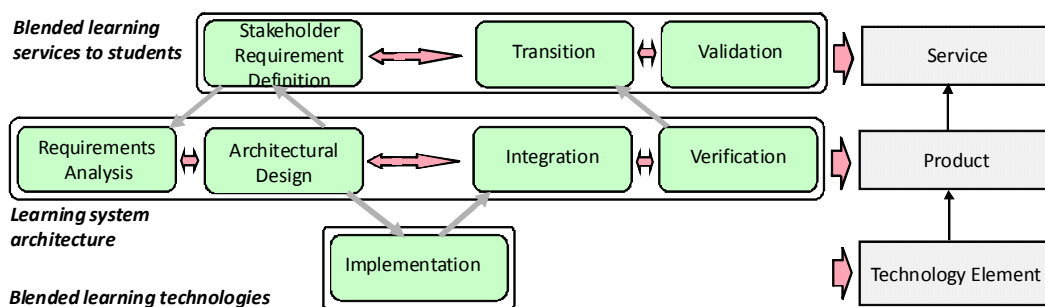 Blended learning
services to students
Stakeholder
Requirement
Definition
Transition
Validation
Service
Requirements
Analysis
Architectural
Design
Integration
Verification
Product
Learning system
architecture
Implementation
Technology Element
Blended learning technologies